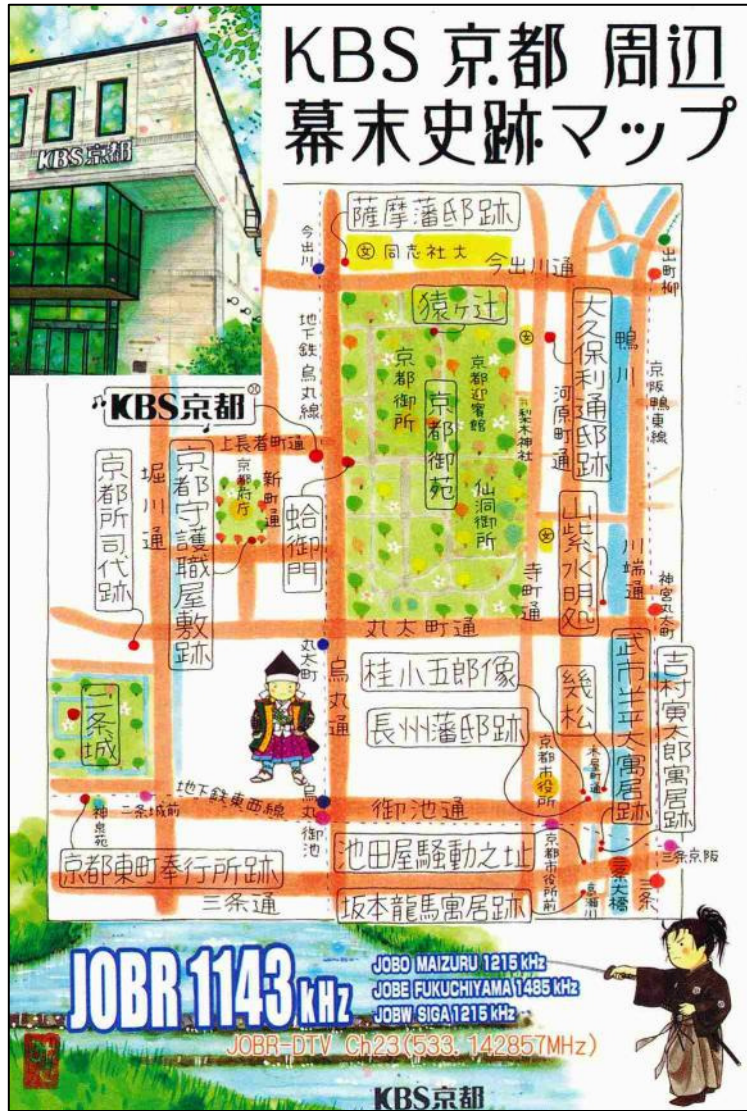 KBS京都
KBS 京都 周辺
幕末史跡マップ
薩摩藩邸跡
今出川
㊛同志社大
今出川通
出町柳
地下鉄 烏丸線
猿ヶ辻
京都御所
京都迎賓館
京都御苑
仙洞御所
㊛
梨木神社
河原町通
大久保利通邸跡
鴨川
京阪鴨東線
KBS京都
上長者町通
京都所司代跡
堀川通
京都守護職屋敷跡
京都府庁
新町通
蛤御門
㊛
寺町通
山紫水明処
川端通
神宮丸太町
丸太町通
丸太町
烏丸通
二条城
桂小五郎像
長州藩邸跡
幾松
武市半平太寓居跡
吉村寅太郎寓居跡
京都市役所
木屋町通
地下鉄東西線
二条城前
神泉苑
烏丸御池
御池通
京都東町奉行所跡
池田屋騒動之址
京都市役所前
三条大橋
三条京阪
三条
三条通
坂本龍馬寓居跡
高瀬川
JOBR 1143kHz
JOBO MAIZURU 1215 kHz
JOBE FUKUCHIYAMA 1485 kHz
JOBW SIGA 1215 kHz
JOBR-DTV Ch23(533.142857MHz)
KBS京都